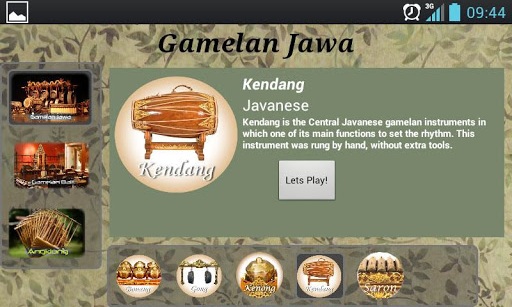 3G
09:44
Gamelan Jawa
Gamelan Jawa
Gamelan Bali
Angklung
Kendang
Kendang
Javanese
Kendang is the Central Javanese gamelan instruments in
which one of its main functions to set the rhythm. This
instrument was rung by hand, without extra tools.
Lets Play!
Gong
Kenong
Kendang
Saron